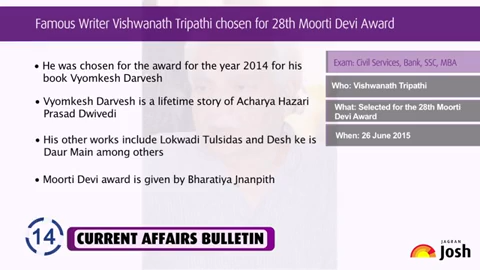 Famous Writer Vishwanath Tripathi chosen for 28th Moorti Devi Award
• He was chosen for the award for the year 2014 for his
book Vyomkesh Darvesh
• Vyomkesh Darvesh is a lifetime story of Acharya Hazari
Prasad Dwivedi
• His other works include Lokwadi Tulsidas and Desh ke is
Daur Main among others
• Moorti Devi award is given by Bharatiya Jnanpith
Exam: Civil Services, Bank, SSC, MBA
Who: Vishwanath Tripathi
What: Selected for the 28th Moorti
Devi Award
When: 26 June 2015
14
CURRENT AFFAIRS BULLETIN
JAGRAN
Josh